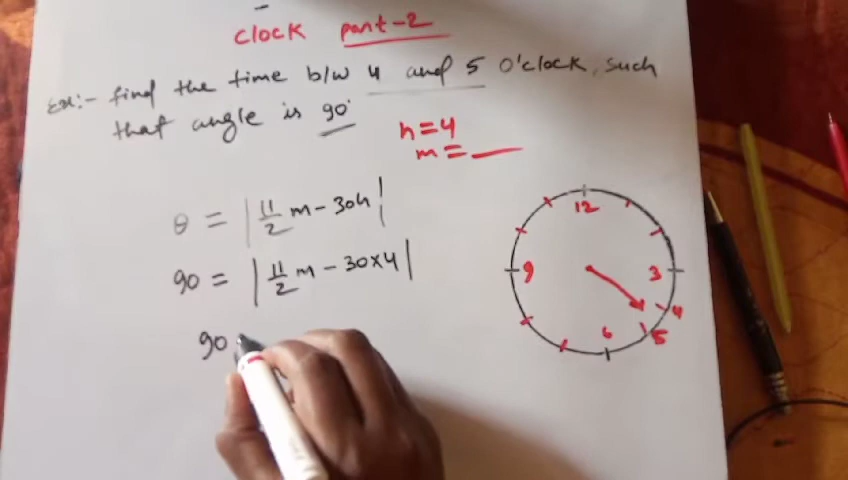 Clock part-2
Ex:- find the time b/w 4 and 5 O'clock, such
that angle is 90°
h=4
m=
θ = |11/2 m - 30h|
90 = |11/2 m - 30×4|
90
12
9
3
4
5
6